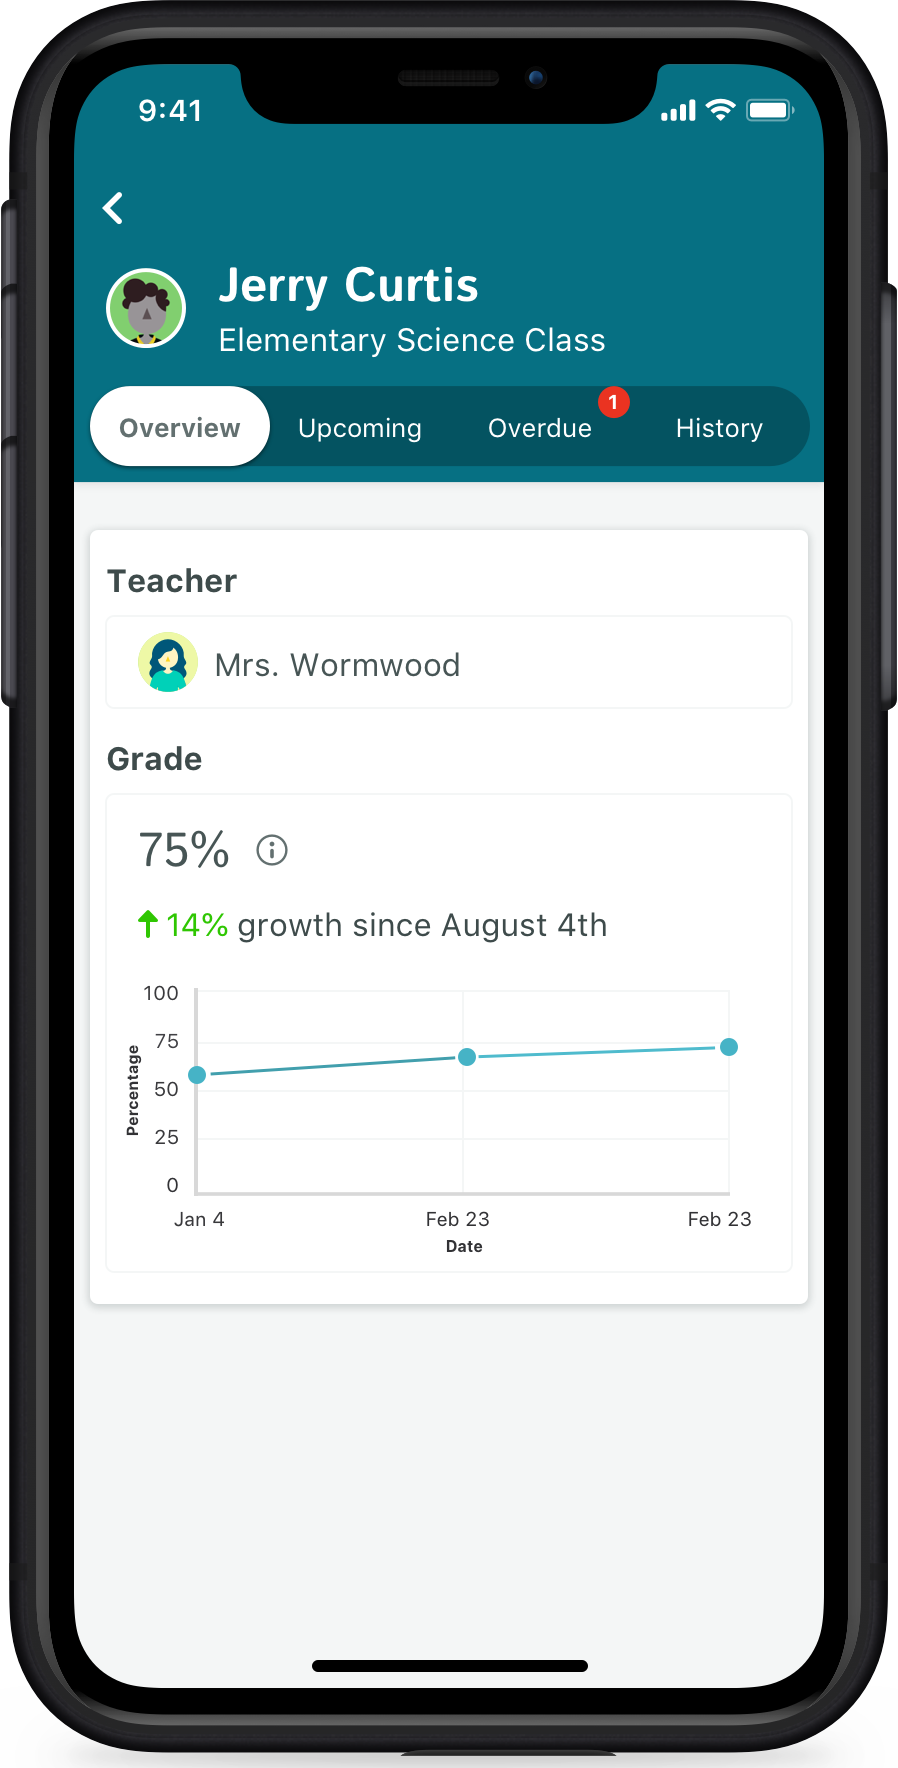 9:41
Jerry Curtis
Elementary Science Class
1
Overview Upcoming Overdue History
Teacher
Mrs. Wormwood
Grade
75%
14% growth since August 4th
100
75
50
25
0
Percentage
Jan 4 Feb 23 Feb 23
Date